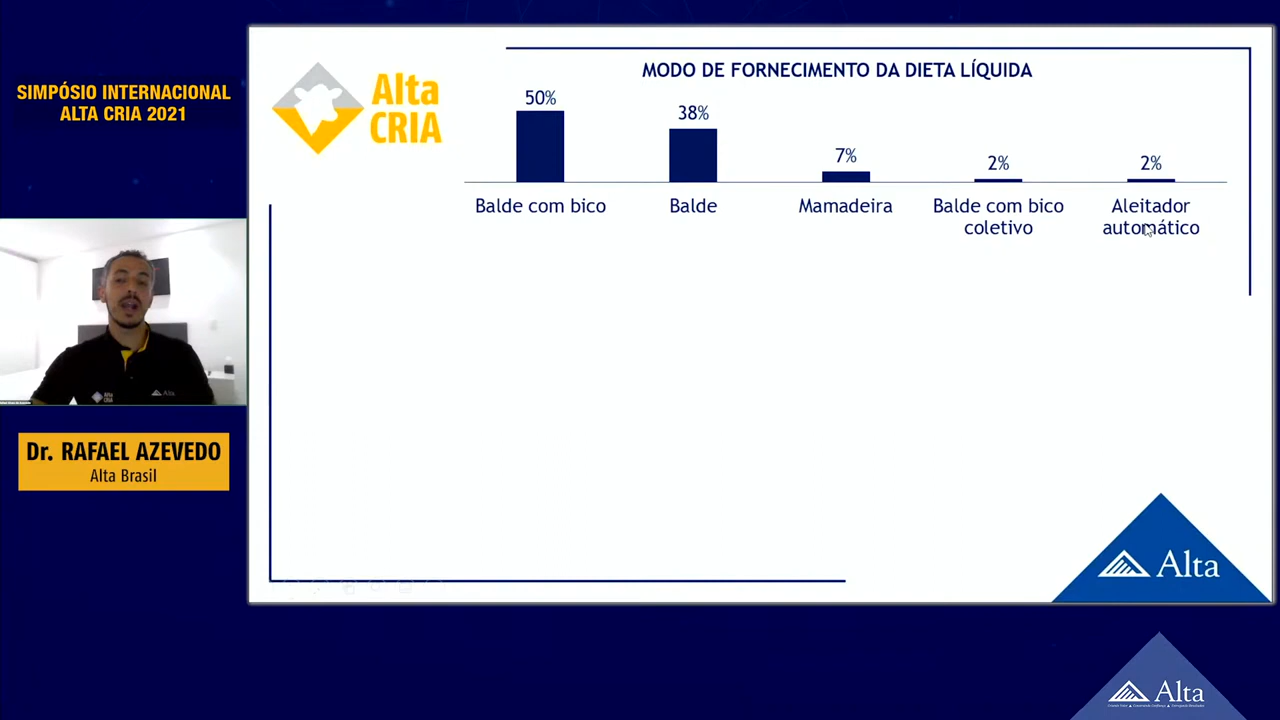 SIMPÓSIO INTERNACIONAL
ALTA CRIA 2021
Alta
CRIA
MODO DE FORNECIMENTO DA DIETA LÍQUIDA
50%
38%
7%
2%
2%
Balde com bico
Balde
Mamadeira
Balde com bico
coletivo
Aleitador
automático
Alta
Dr. RAFAEL AZEVEDO
Alta Brasil
Alta
Alta